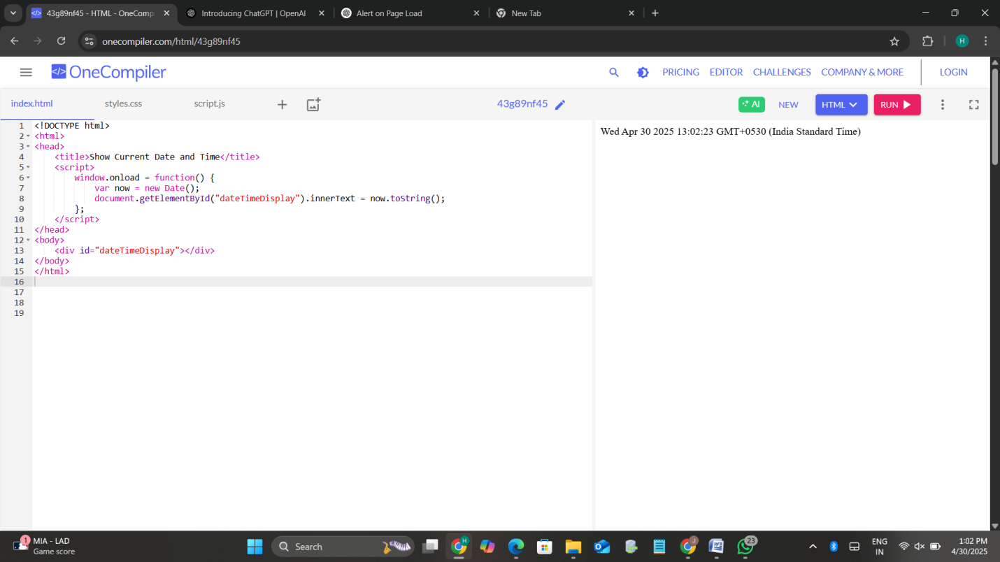 43g89nf45 - HTML - OneComp
Introducing ChatGPT | OpenAI
Alert on Page Load
New Tab
onecompiler.com/html/43g89nf45
H
</> OneCompiler
PRICING EDITOR CHALLENGES COMPANY & MORE LOGIN
index.html styles.css script.js 43g89nf45 AI NEW HTML RUN
1 <!DOCTYPE html>
2 <html>
3 <head>
4 <title>Show Current Date and Time</title>
5 <script>
6 window.onload = function() {
7 var now = new Date();
8 document.getElementById("dateTimeDisplay").innerText = now.toString();
9 };
10 </script>
11 </head>
12 <body>
13 <div id="dateTimeDisplay"></div>
14 </body>
15 </html>
16
17
18
19
Wed Apr 30 2025 13:02:23 GMT+0530 (India Standard Time)
1
MIA - LAD
Game score
Search
H
J
23
ENG
IN
1:02 PM
4/30/2025